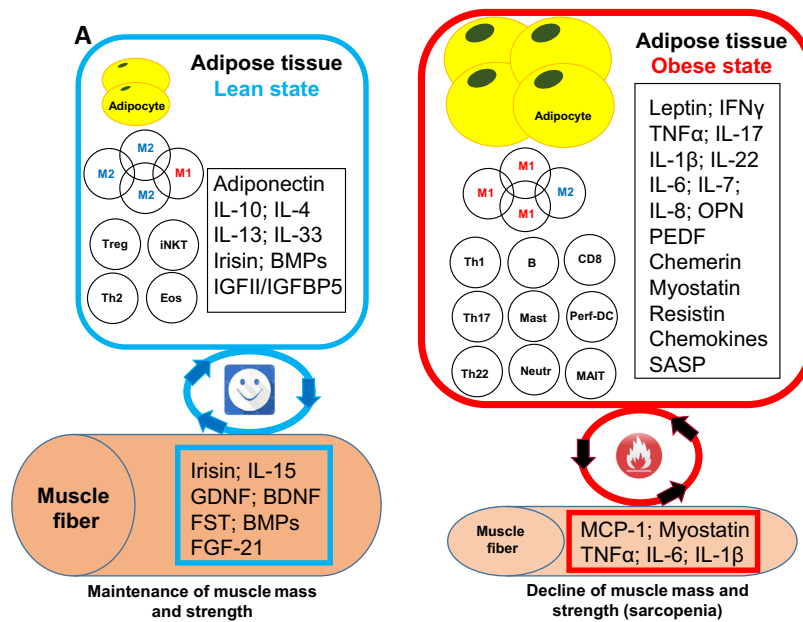 A
Adipose tissue
Lean state
Adipocyte
M2
M2
M1
M2
Treg
iNKT
Th2
Eos
Adiponectin
IL-10; IL-4
IL-13; IL-33
Irisin; BMPs
IGFII/IGFBP5
Muscle
fiber
Irisin; IL-15
GDNF; BDNF
FST; BMPs
FGF-21
Maintenance of muscle mass
and strength
Adipose tissue
Obese state
Adipocyte
M1
M1
M2
M1
Th1
B
CD8
Th17
Mast
Perf-DC
Th22
Neutr
MAIT
Leptin; IFNγ
TNFα; IL-17
IL-1β; IL-22
IL-6; IL-7;
IL-8; OPN
PEDF
Chemerin
Myostatin
Resistin
Chemokines
SASP
Muscle
fiber
MCP-1; Myostatin
TNFα; IL-6; IL-1β
Decline of muscle mass and
strength (sarcopenia)